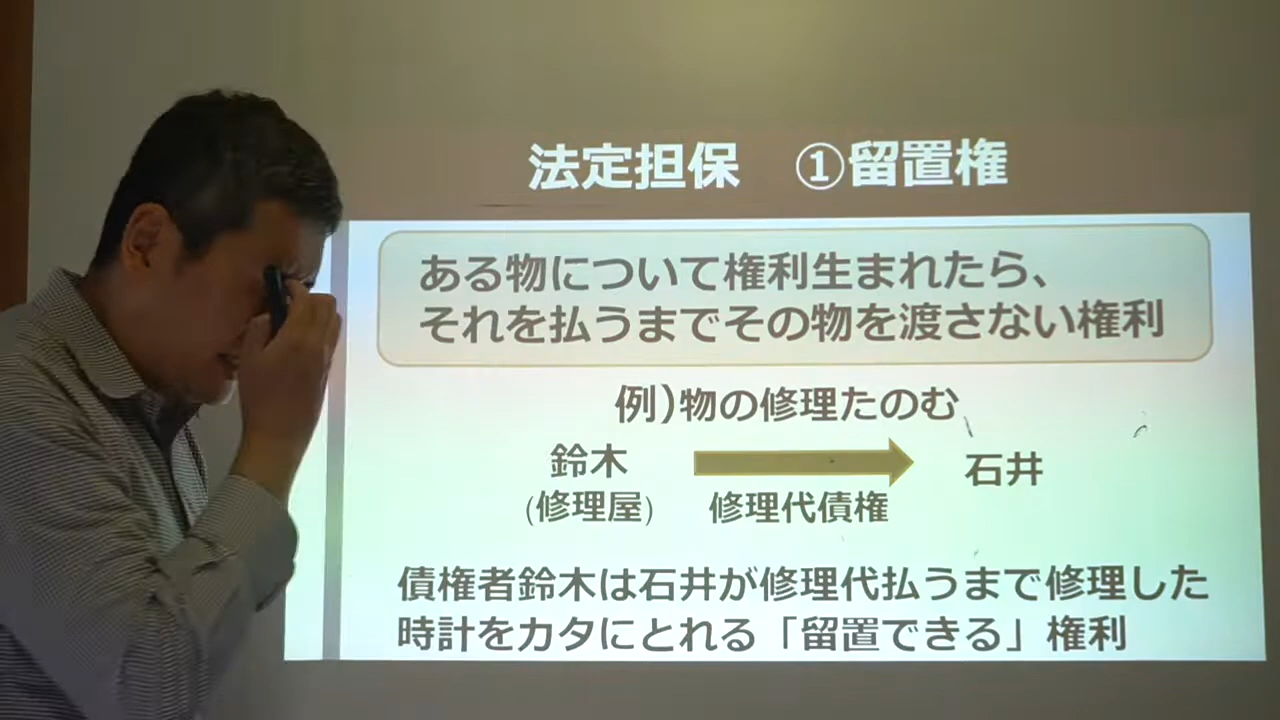 法定担保　①留置権
ある物について権利生まれたら、
それを払うまでその物を渡さない権利
例)物の修理たのむ
鈴木
石井
(修理屋)
修理代債権
債権者鈴木は石井が修理代払うまで修理した
時計をカタにとれる「留置できる」権利